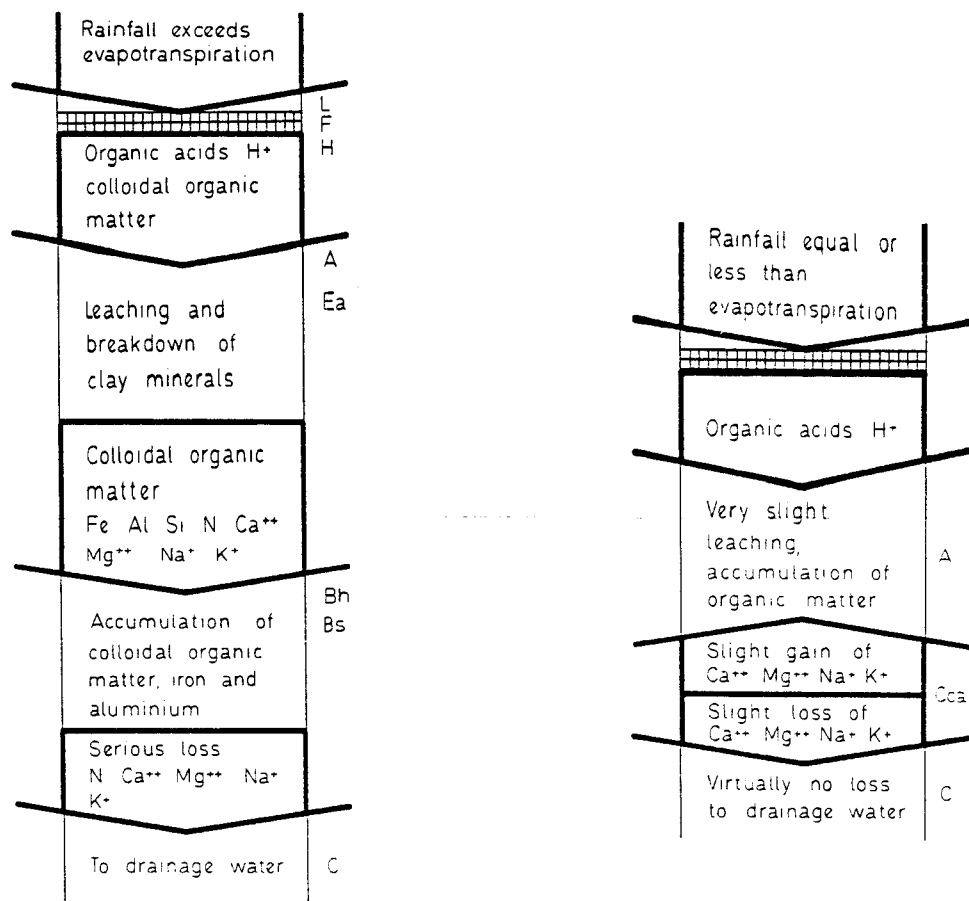 Rainfall exceeds
evapotranspiration
L
F
H
Organic acids H+
colloidal organic
matter
A
Ea
Leaching and
breakdown of
clay minerals
Colloidal organic
matter
Fe Al Si N Ca++
Mg++ Na+ K+
Bh
Bs
Accumulation of
colloidal organic
matter, iron and
aluminium
Serious loss
N Ca++ Mg++ Na+
K+
To drainage water
C
Rainfall equal or
less than
evapotranspiration
Organic acids H+
Very slight
leaching,
accumulation of
organic matter
A
Slight gain of
Ca++ Mg++ Na+ K+
Cca
Slight loss of
Ca++ Mg++ Na+ K+
Virtually no loss
to drainage water
C